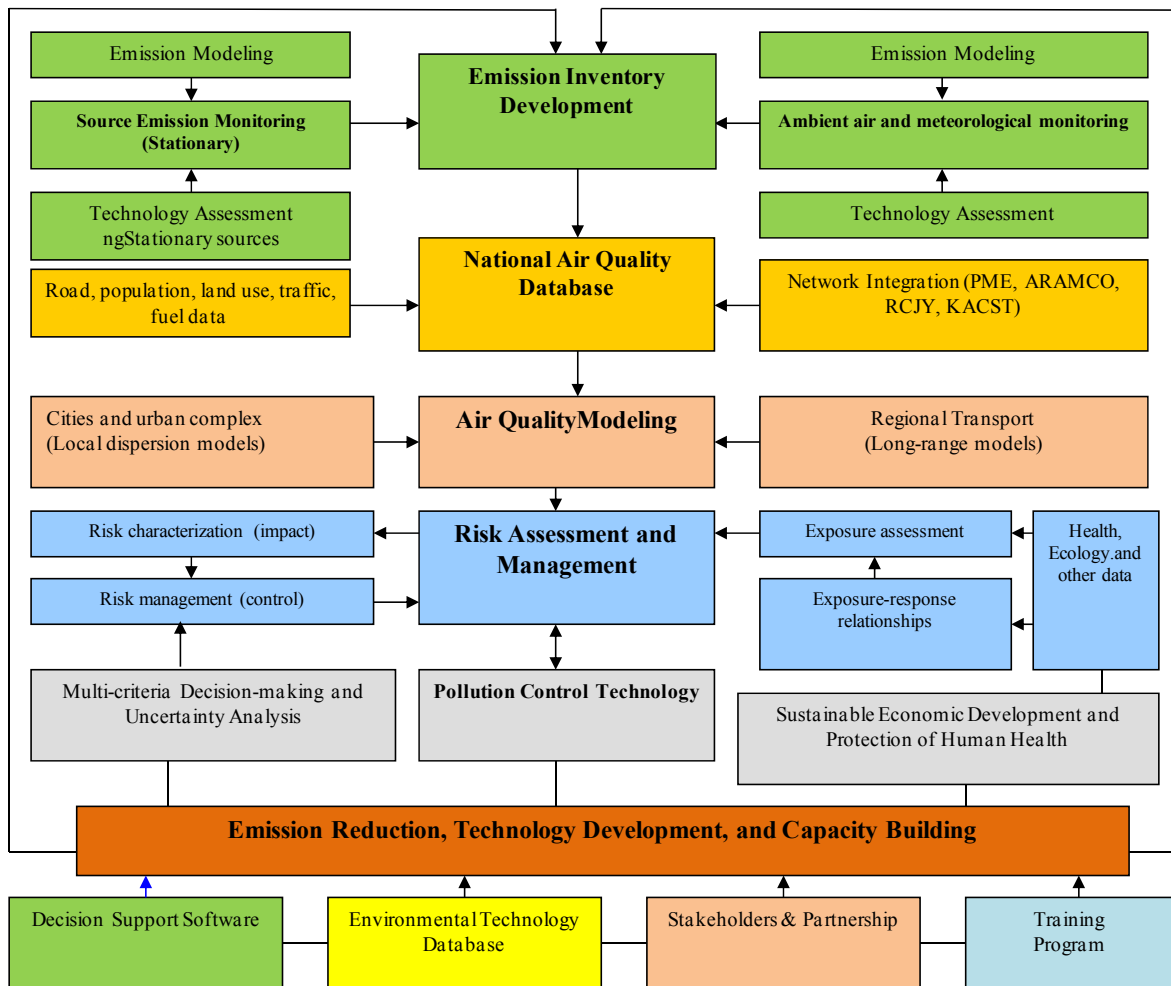 Emission Modeling
Emission Inventory
Development
Emission Modeling
Source Emission Monitoring
(Stationary)
Ambient air and meteorological monitoring
Technology Assessment
ngStationary sources
Technology Assessment
National Air Quality
Database
Road, population, land use, traffic,
fuel data
Network Integration (PME, ARAMCO,
RCJY, KACST)
Cities and urban complex
(Local dispersion models)
Air QualityModeling
Regional Transport
(Long-range models)
Risk characterization (impact)
Risk Assessment and
Management
Exposure assessment
Health,
Ecology.and
other data
Risk management (control)
Exposure-response
relationships
Multi-criteria Decision-making and
Uncertainty Analysis
Pollution Control Technology
Sustainable Economic Development and
Protection of Human Health
Emission Reduction, Technology Development, and Capacity Building
Decision Support Software
Environmental Technology
Database
Stakeholders & Partnership
Training
Program